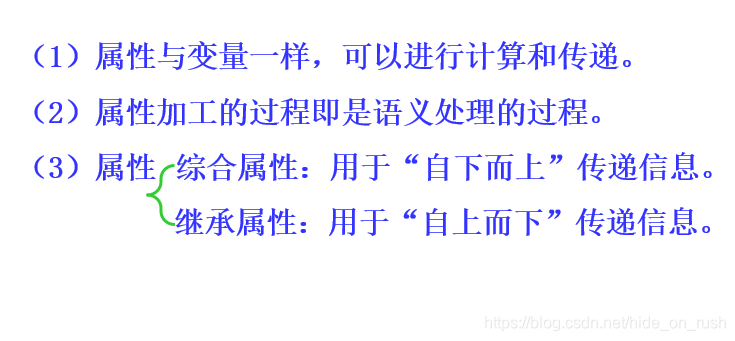 （1）属性与变量一样，可以进行计算和传递。
（2）属性加工的过程即是语义处理的过程。
（3）属性 综合属性：用于“自下而上”传递信息。
继承属性：用于“自上而下”传递信息。
https://blog.csdn.net/hide_on_rush